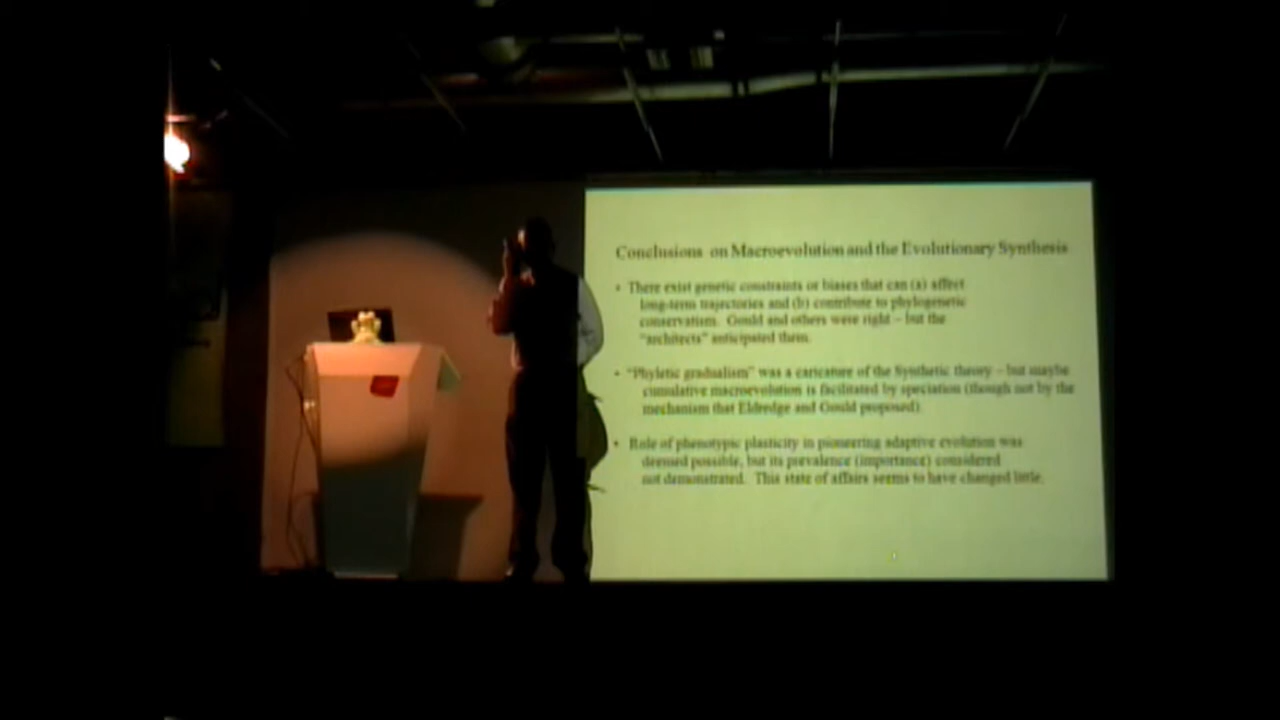 Conclusions on Macroevolution and the Evolutionary Synthesis
• There exist genetic constraints or biases that can (a) affect
long-term trajectories and (b) contribute to phylogenetic
conservatism. Gould and others were right – but the
"architects" anticipated them.
• "Phyletic gradualism" was a caricature of the Synthetic theory – but maybe
cumulative macroevolution is facilitated by speciation (though not by the
mechanism that Eldredge and Gould proposed).
• Role of phenotypic plasticity in pioneering adaptive evolution was
deemed possible, but its prevalence (importance) considered
not demonstrated. This state of affairs seems to have changed little.